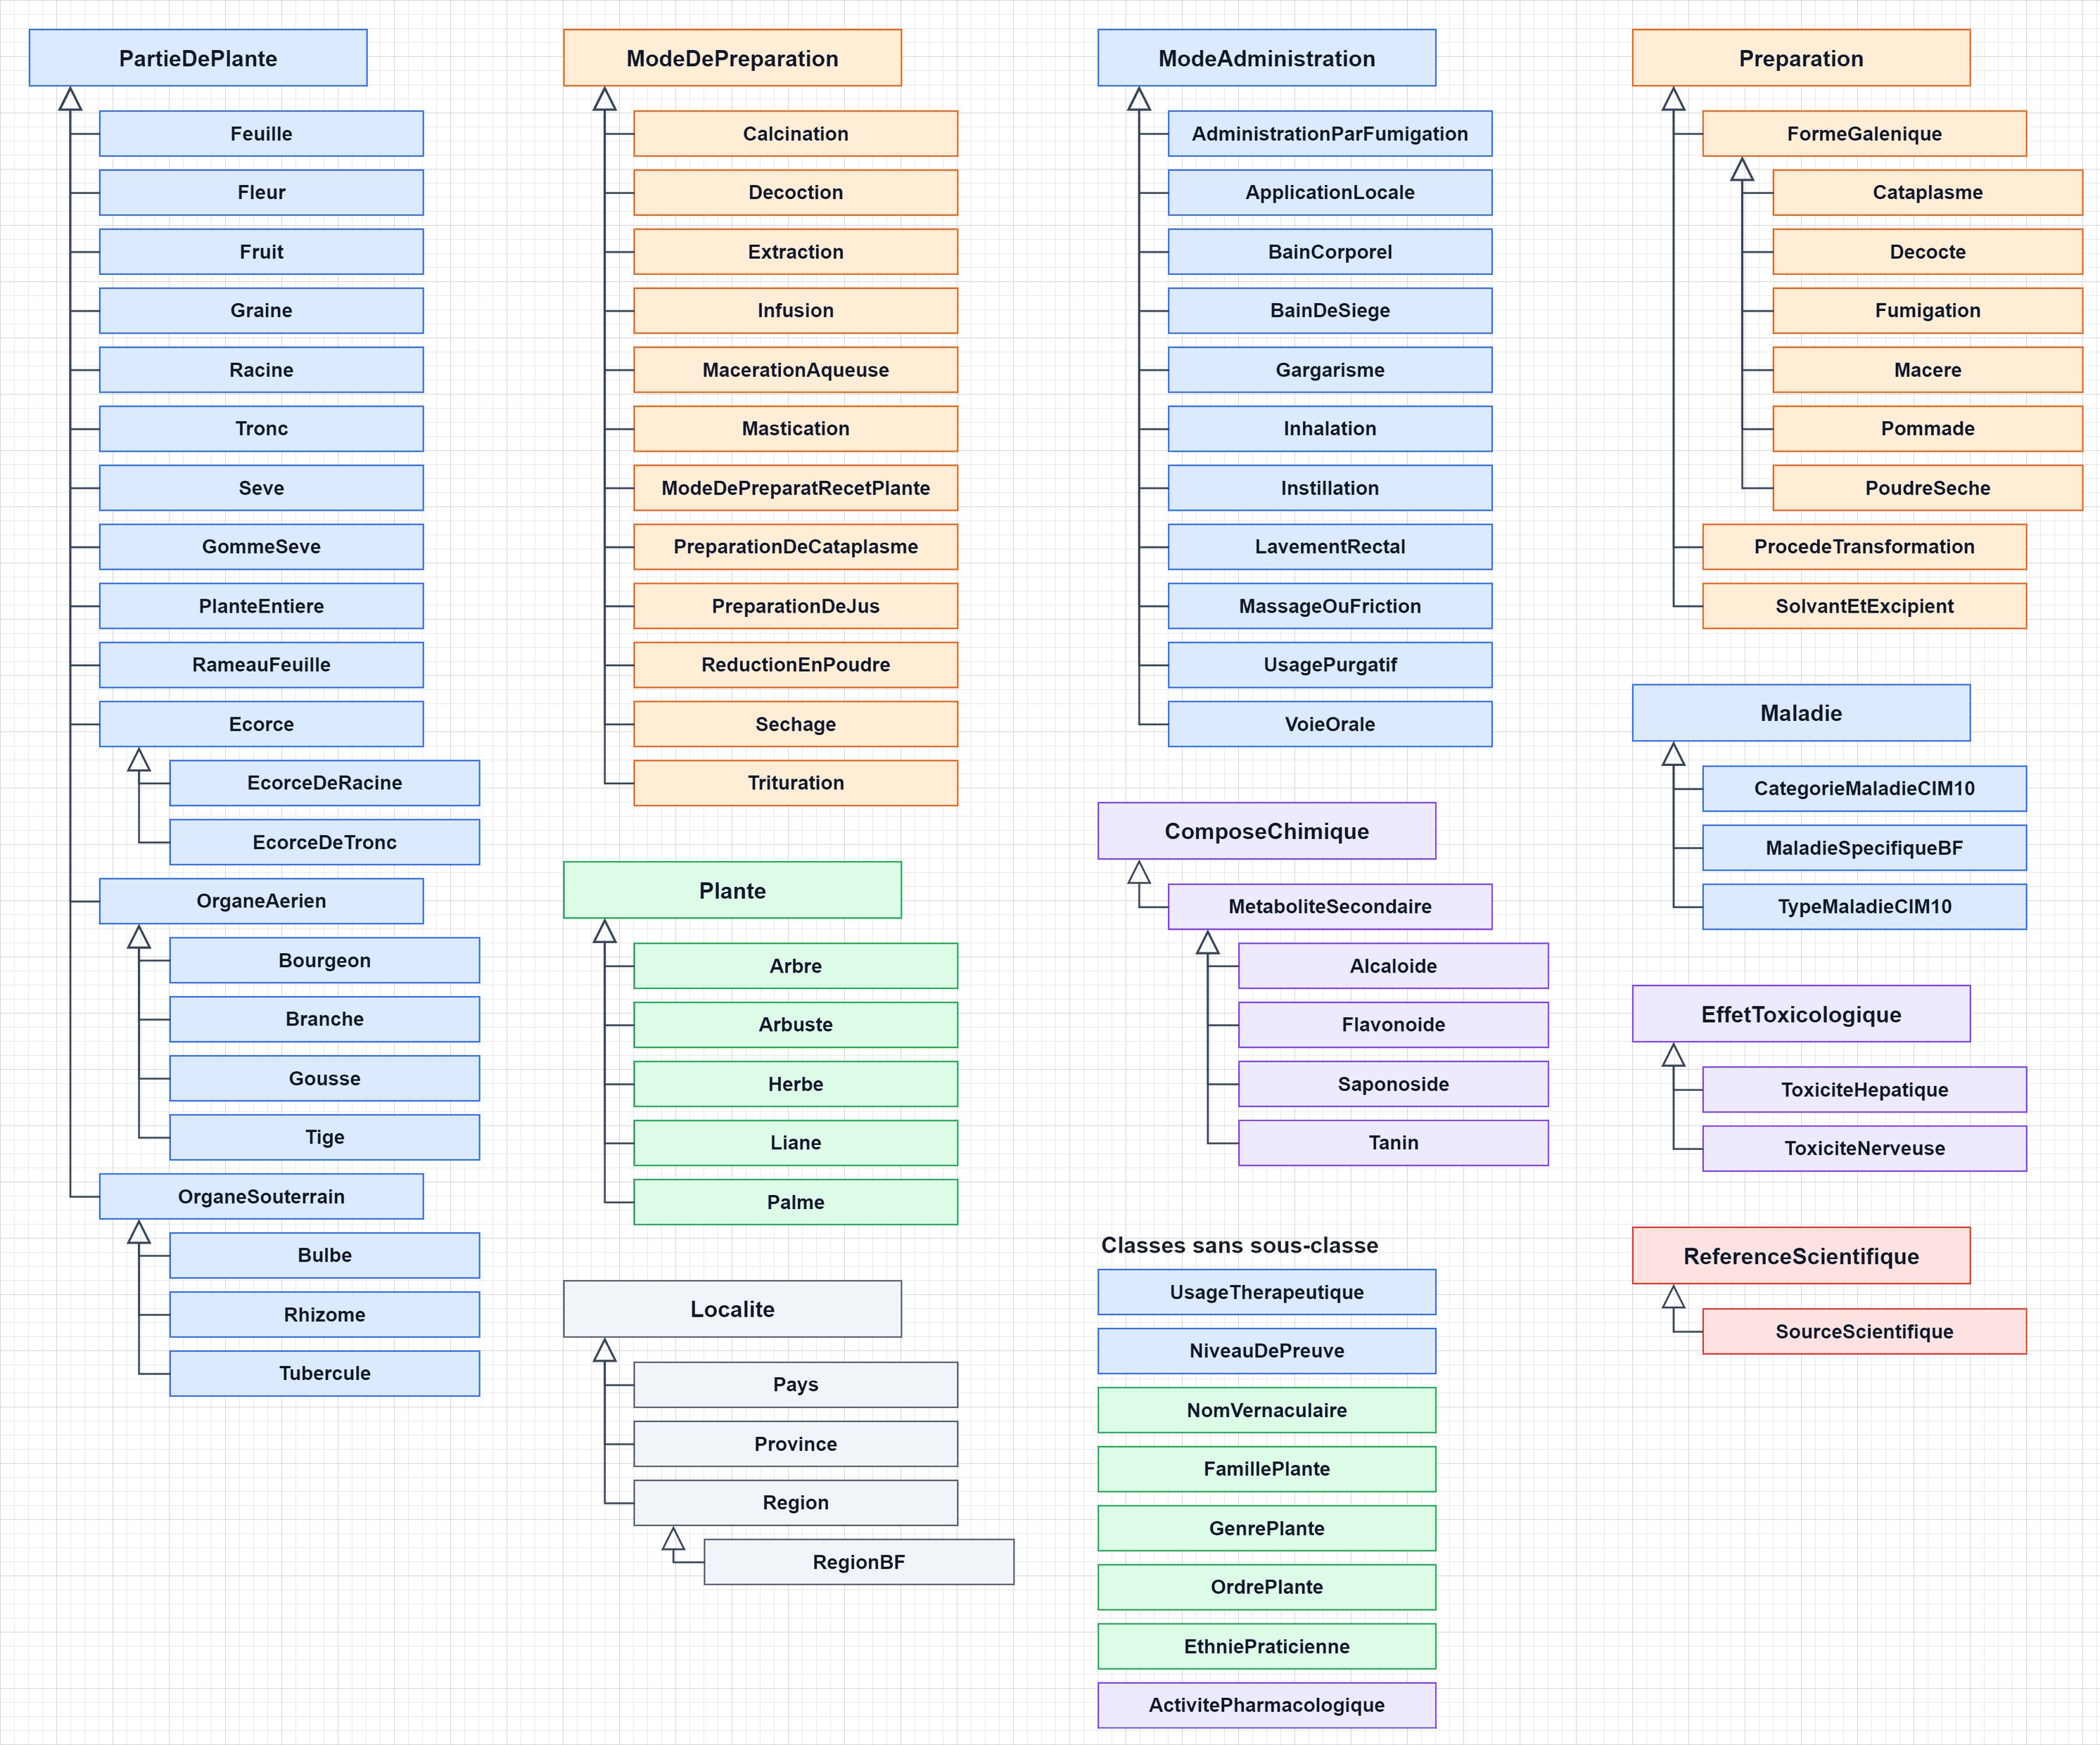 PartieDePlante
Feuille
Fleur
Fruit
Graine
Racine
Tronc
Seve
GommeSeve
PlanteEntiere
RameauFeuille
Ecorce
EcorceDeRacine
EcorceDeTronc
OrganeAerien
Bourgeon
Branche
Gousse
Tige
OrganeSouterrain
Bulbe
Rhizome
Tubercule
ModeDePreparation
Calcination
Decoction
Extraction
Infusion
MacerationAqueuse
Mastication
ModeDePreparatRecetPlante
PreparationDeCataplasme
PreparationDeJus
ReductionEnPoudre
Sechage
Trituration
Plante
Arbre
Arbuste
Herbe
Liane
Palme
Localite
Pays
Province
Region
RegionBF
ModeAdministration
AdministrationParFumigation
ApplicationLocale
BainCorporel
BainDeSiege
Gargarisme
Inhalation
Instillation
LavementRectal
MassageOuFriction
UsagePurgatif
VoieOrale
ComposeChimique
MetaboliteSecondaire
Alcaloide
Flavonoide
Saponoside
Tanin
Classes sans sous-classe
UsageTherapeutique
NiveauDePreuve
NomVernaculaire
FamillePlante
GenrePlante
OrdrePlante
EthniePraticienne
ActivitePharmacologique
Preparation
FormeGalenique
Cataplasme
Decocte
Fumigation
Macere
Pommade
PoudreSeche
ProcedeTransformation
SolvantEtExcipient
Maladie
CategorieMaladieCIM10
MaladieSpecifiqueBF
TypeMaladieCIM10
EffetToxicologique
ToxiciteHepatique
ToxiciteNerveuse
ReferenceScientifique
SourceScientifique